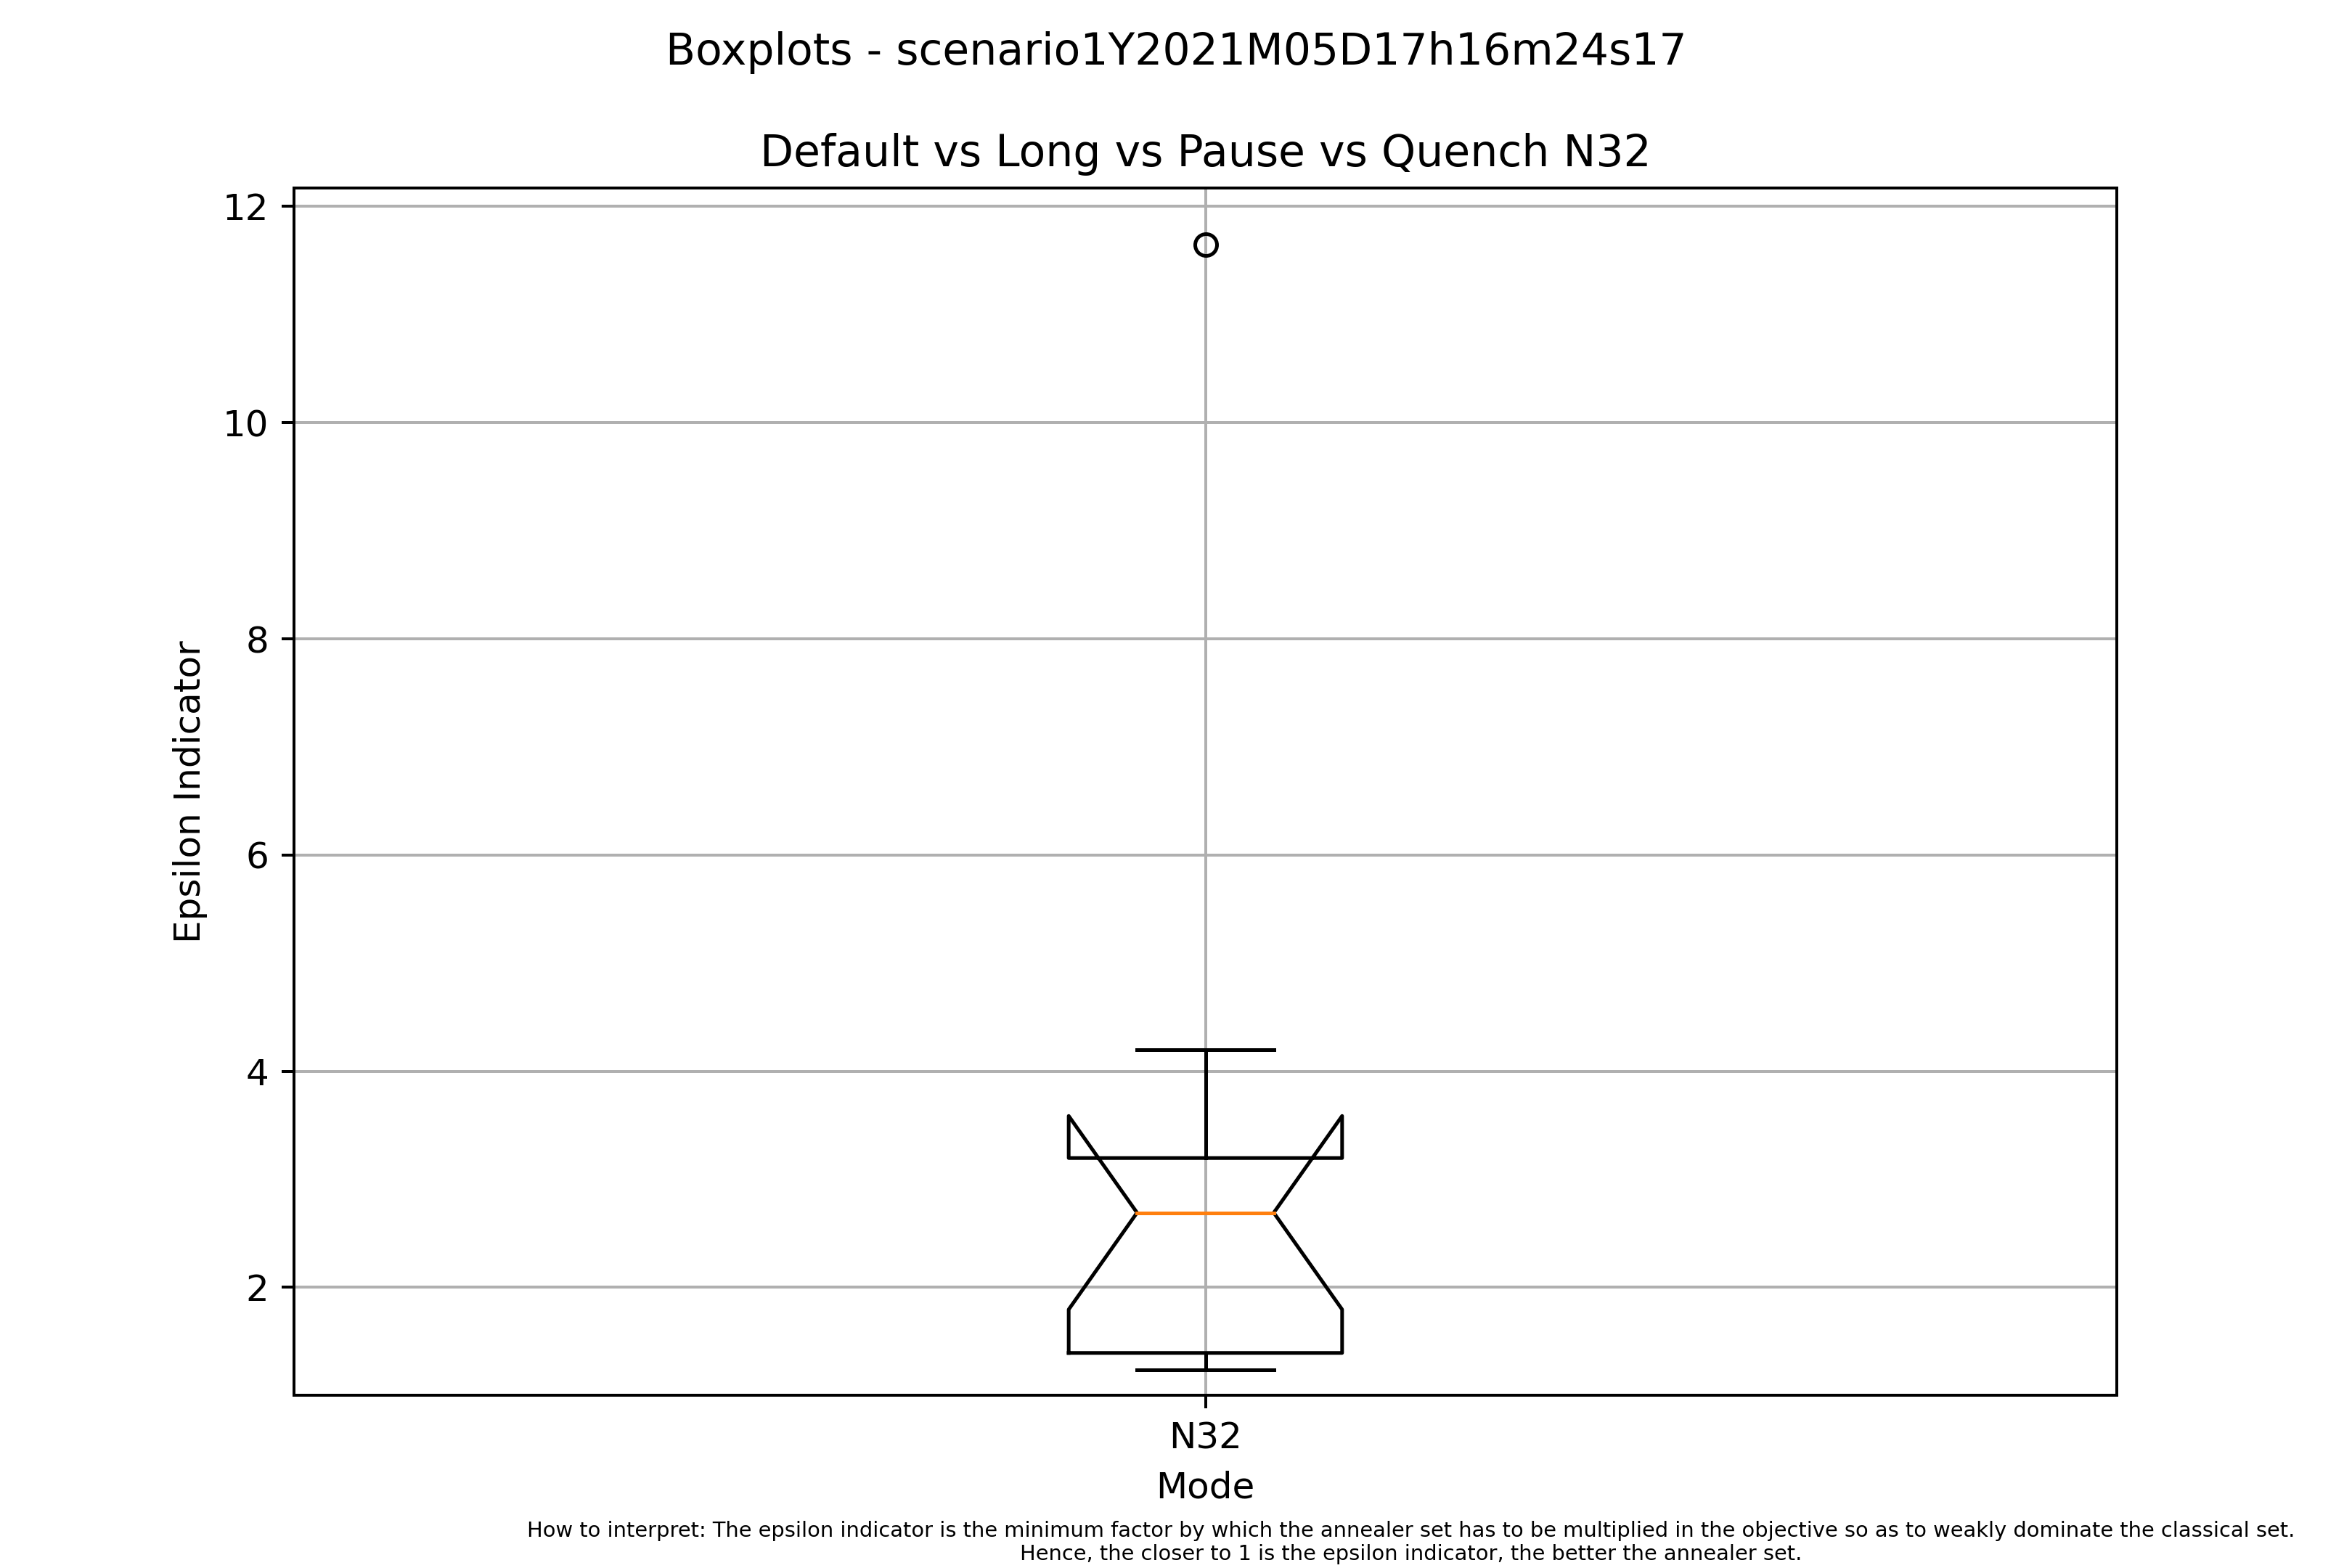 Boxplots - scenario1Y2021M05D17h16m24s17
Default vs Long vs Pause vs Quench N32
12
10
8
6
4
2
Epsilon Indicator
N32
Mode
How to interpret: The epsilon indicator is the minimum factor by which the annealer set has to be multiplied in the objective so as to weakly dominate the classical set.
Hence, the closer to 1 is the epsilon indicator, the better the annealer set.